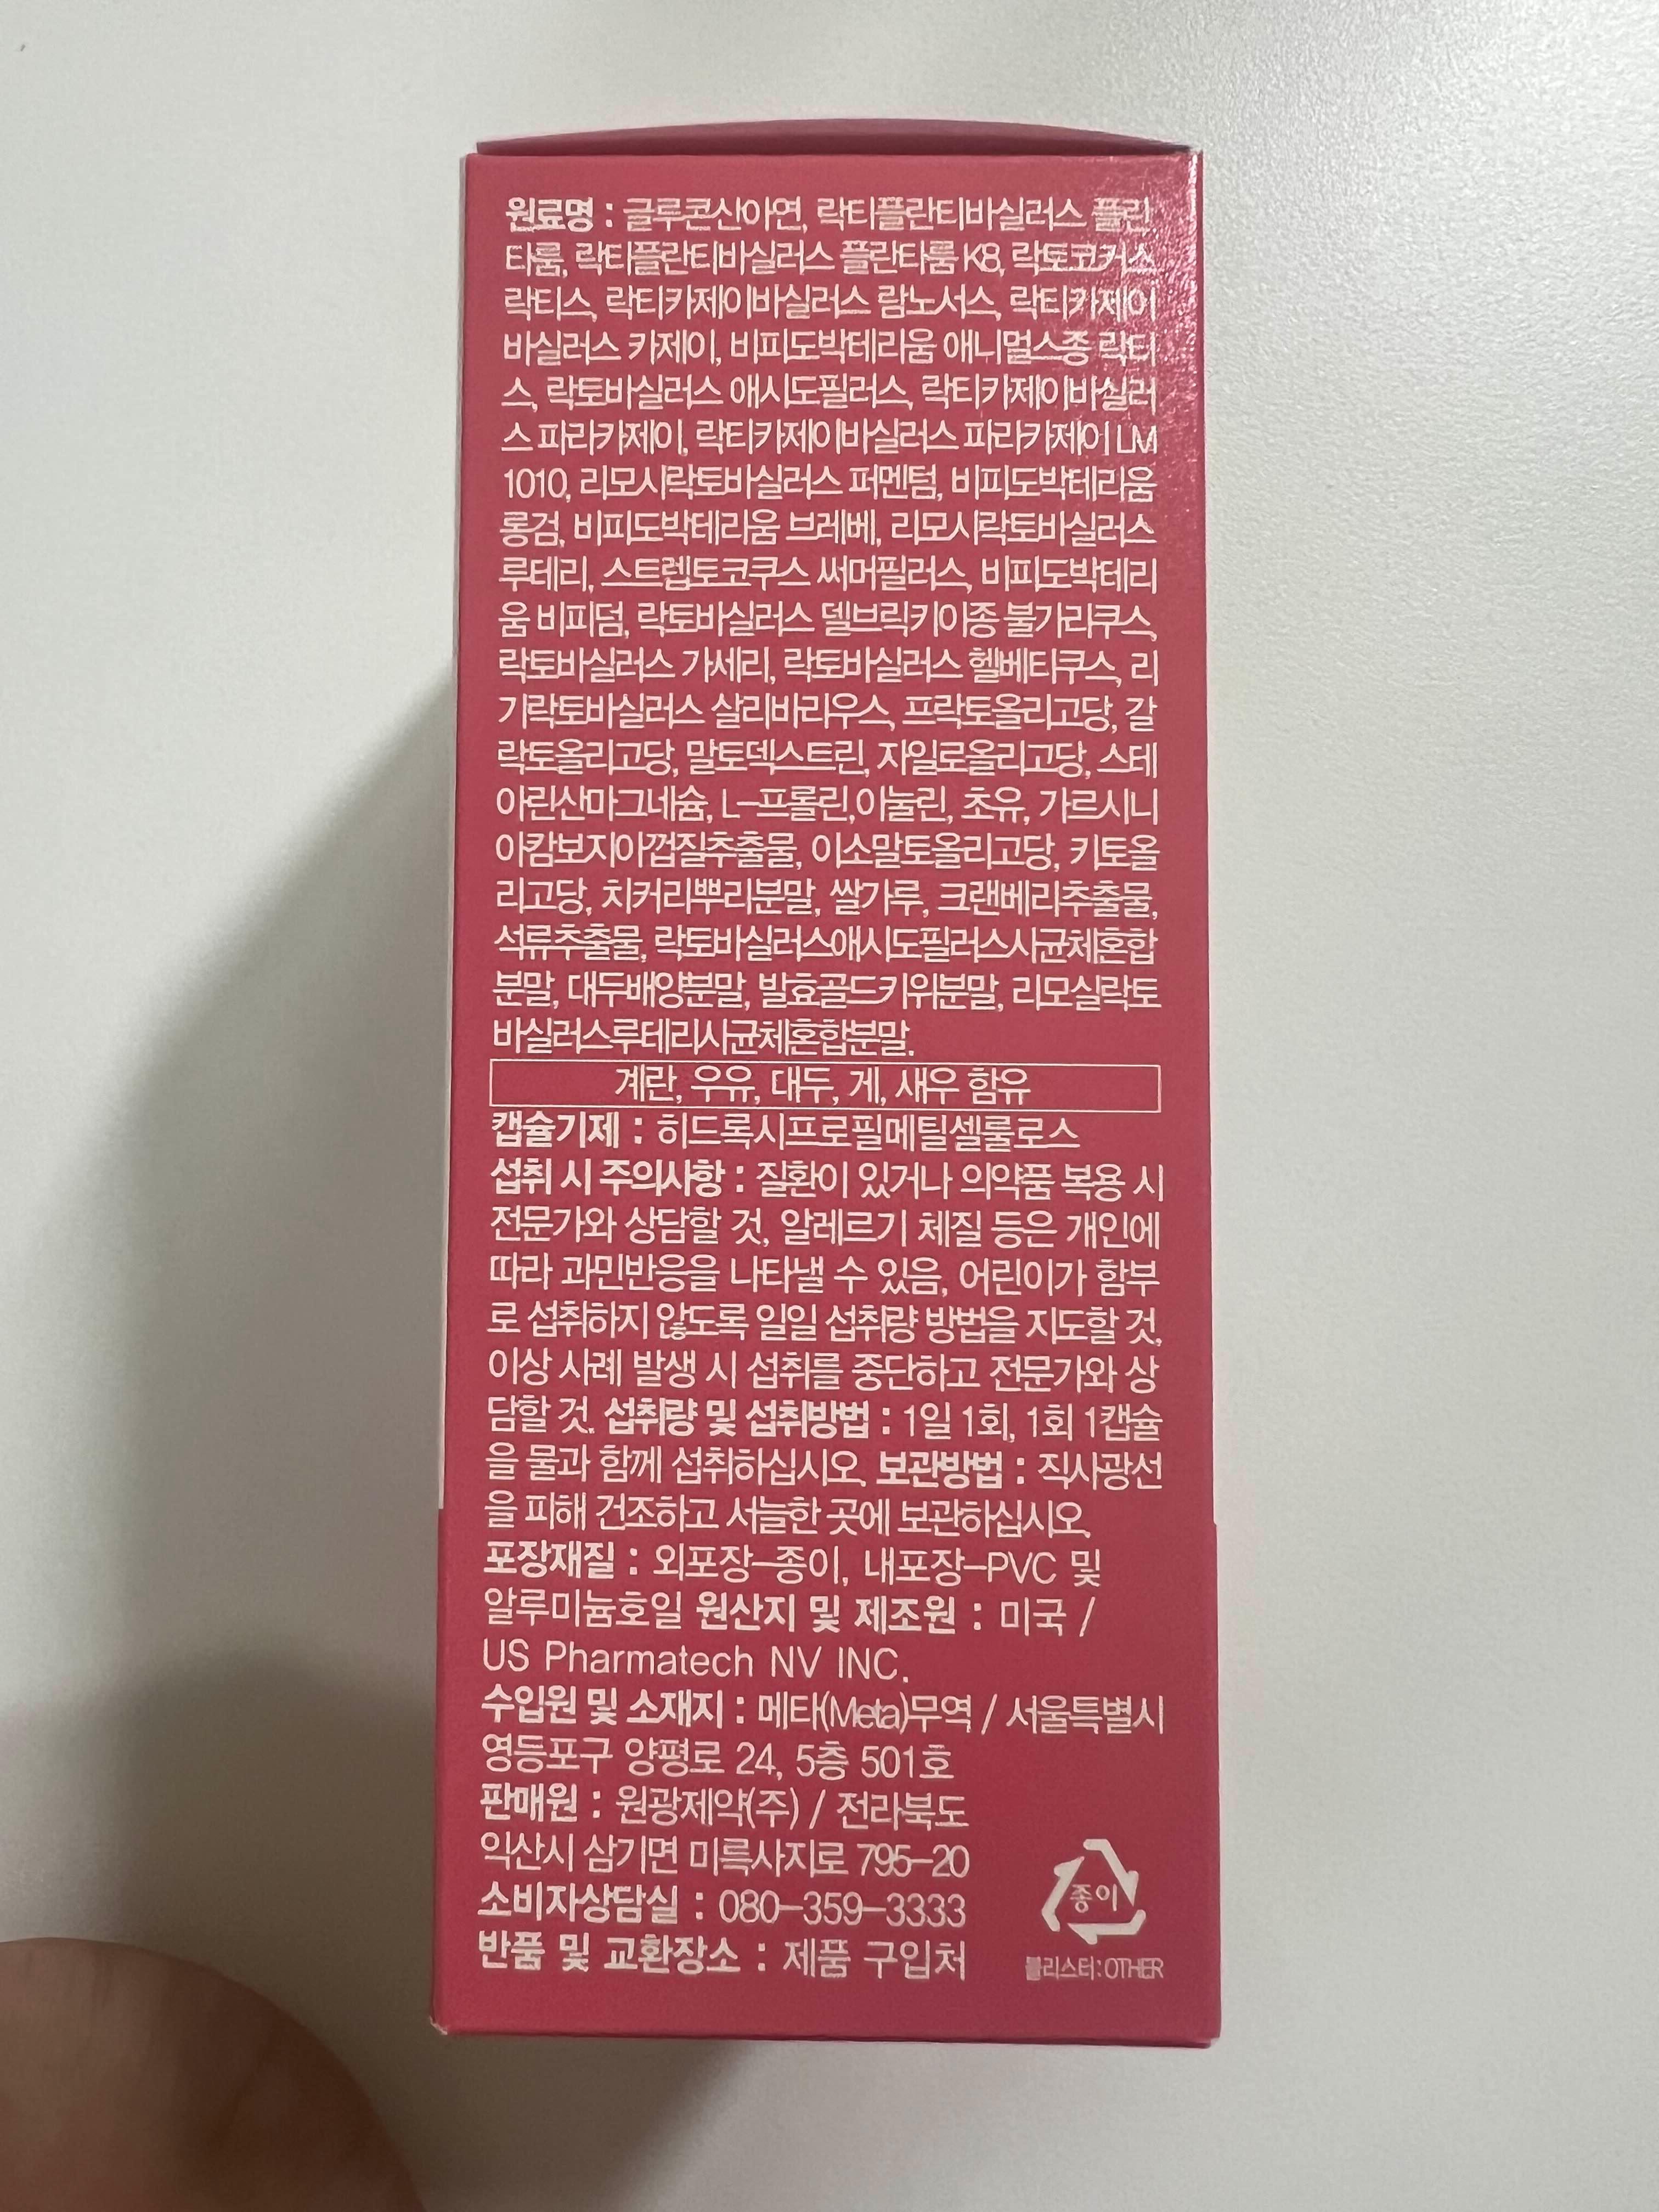 원료명 : 글루콘산아연, 락티플란티바실러스 플란
타룸, 락티플란티바실러스 플란타룸 K8, 락토코커스
락티스, 락티카제이바실러스 람노서스, 락티카제이
바실러스 카제이, 비피도박테리움 애니멀스종 락티
스, 락토바실러스 애시도필러스, 락티카제이바실러
스 파라카제이, 락티카제이바실러스 파라카제이 LM
1010, 리모시락토바실러스 퍼멘텀, 비피도박테리움
롱검, 비피도박테리움 브레베, 리모시락토바실러스
루테리, 스트렙토코쿠스 써머필러스, 비피도박테리
움 비피덤, 락토바실러스 델브릭키이종 불가리쿠스,
락토바실러스 가세리, 락토바실러스 헬베티쿠스, 리
기락토바실러스 살리바리우스, 프락토올리고당, 갈
락토올리고당, 말토덱스트린, 자일로올리고당, 스테
아린산마그네슘, L-프롤린,이눌린, 초유, 가르시니
아캄보지아껍질추출물, 이소말토올리고당, 키토올
리고당, 치커리뿌리분말, 쌀가루, 크랜베리추출물,
석류추출물, 락토바실러스애시도필러스사균체혼합
분말, 대두배양분말, 발효골드키위분말, 리모실락토
바실러스루테리사균체혼합분말.
계란, 우유, 대두, 게, 새우 함유
캡슐기제 : 히드록시프로필메틸셀룰로스
섭취 시 주의사항 : 질환이 있거나 의약품 복용 시
전문가와 상담할 것, 알레르기 체질 등은 개인에
따라 과민반응을 나타낼 수 있음, 어린이가 함부
로 섭취하지 않도록 일일 섭취량 방법을 지도할 것,
이상 사례 발생 시 섭취를 중단하고 전문가와 상
담할 것. 섭취량 및 섭취방법 : 1일 1회, 1회 1캡슐
을 물과 함께 섭취하십시오. 보관방법 : 직사광선
을 피해 건조하고 서늘한 곳에 보관하십시오.
포장재질 : 외포장-종이, 내포장-PVC 및
알루미늄호일 원산지 및 제조원 : 미국 /
US Pharmatech NV INC.
수입원 및 소재지 : 메타(Meta)무역 / 서울특별시
영등포구 양평로 24, 5층 501호
판매원 : 원광제약(주) / 전라북도
익산시 삼기면 미륵사지로 795-20
소비자상담실 : 080-359-3333
반품 및 교환장소 : 제품 구입처
종이
블리스터:OTHER